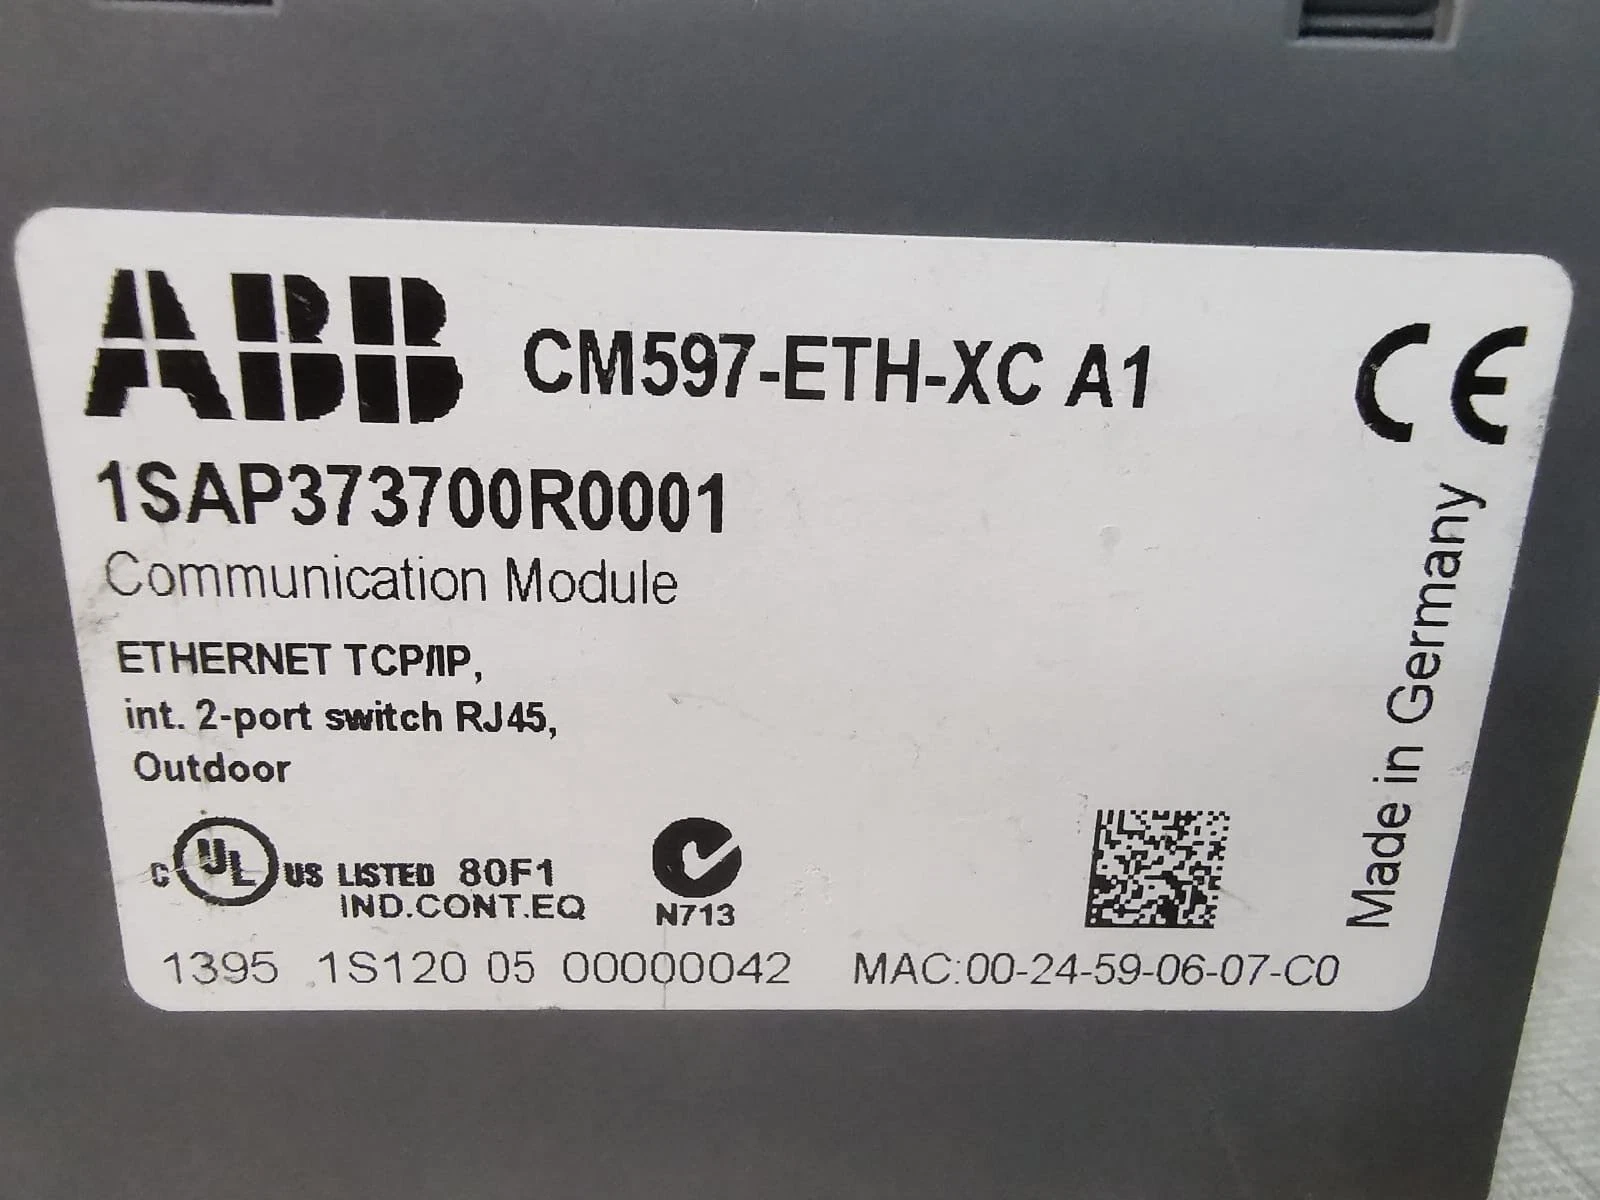 ABB CM597-ETH-XC A1 CE
1SAP373700R0001
Communication Module
ETHERNET TCP/IP,
int. 2-port switch RJ45,
Outdoor
C UL US LISTED 80F1
IND.CONT.EQ
N713
1395 1S120 05 00000042 MAC:00-24-59-06-07-C0
Made in Germany